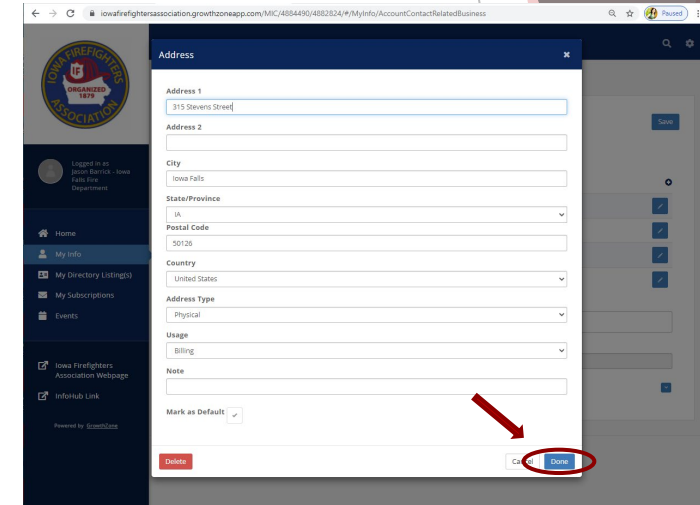 iowafirefightersassociation.growthzoneapp.com/MIC/4884490/4882824/#/MyInfo/AccountContactRelatedBusiness
Paused
IOWA FIREFIGHTERS
IF
ORGANIZED
1879
ASSOCIATION
Logged in as
Jason Barrick - Iowa
Falls Fire
Department
Home
My Info
My Directory Listing(s)
My Subscriptions
Events
Iowa Firefighters
Association Webpage
InfoHub Link
Powered by GrowthZone
Save
Address
Address 1
315 Stevens Street
Address 2
City
Iowa Falls
State/Province
IA
Postal Code
50126
Country
United States
Address Type
Physical
Usage
Billing
Note
Mark as Default
Delete
Cancel
Done